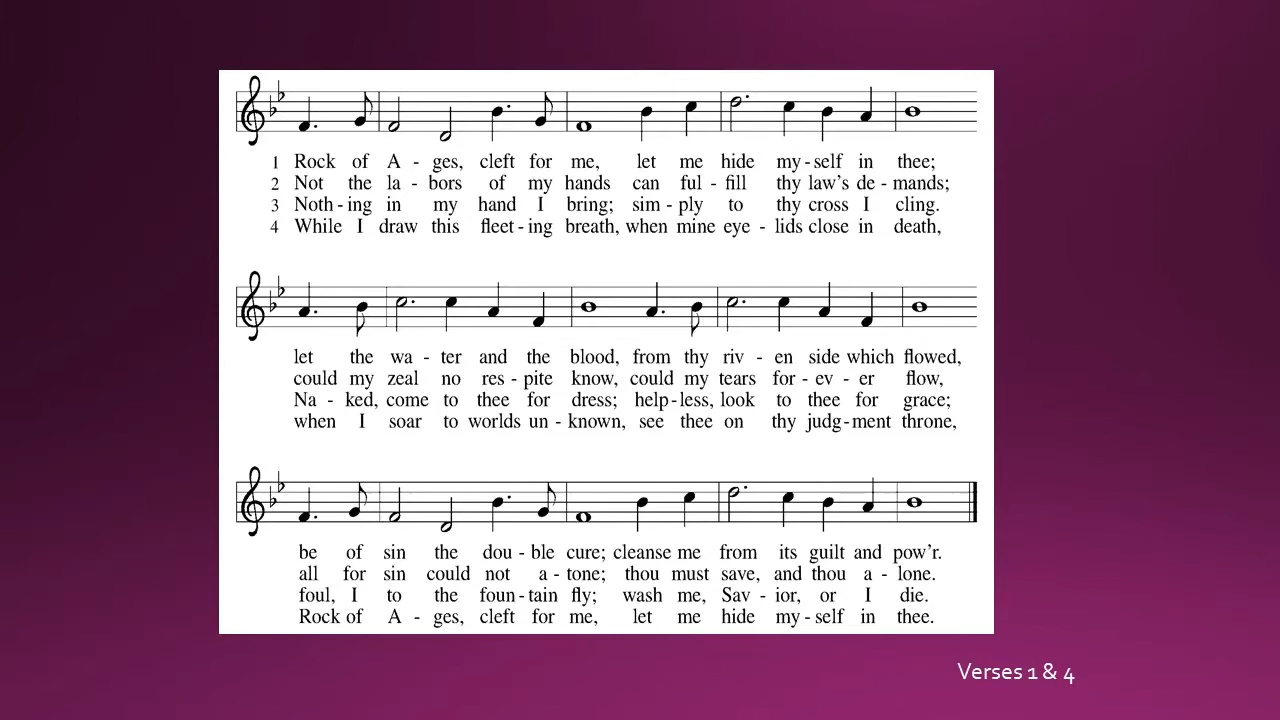 1 Rock of A - ges, cleft for me, let me hide my - self in thee;
2 Not the la - bors of my hands can ful - fill thy law's de - mands;
3 Noth - ing in my hand I bring; sim - ply to thy cross I cling.
4 While I draw this fleet - ing breath, when mine eye - lids close in death,
let the wa - ter and the blood, from thy riv - en side which flowed,
could my zeal no res - pite know, could my tears for - ev - er flow,
Na - ked, come to thee for dress; help - less, look to thee for grace;
when I soar to worlds un - known, see thee on thy judg - ment throne,
be of sin the dou - ble cure; cleanse me from its guilt and pow'r.
all for sin could not a - tone; thou must save, and thou a - lone.
foul, I to the foun - tain fly; wash me, Sav - ior, or I die.
Rock of A - ges, cleft for me, let me hide my - self in thee.
Verses 1 & 4